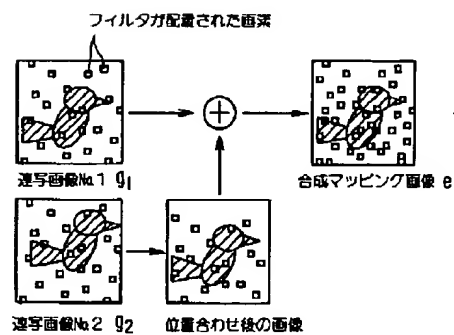 フィルタが配置された画素
連写画像No.1 g1
合成マッピング画像 e
連写画像No.2 g2
位置合わせ後の画像